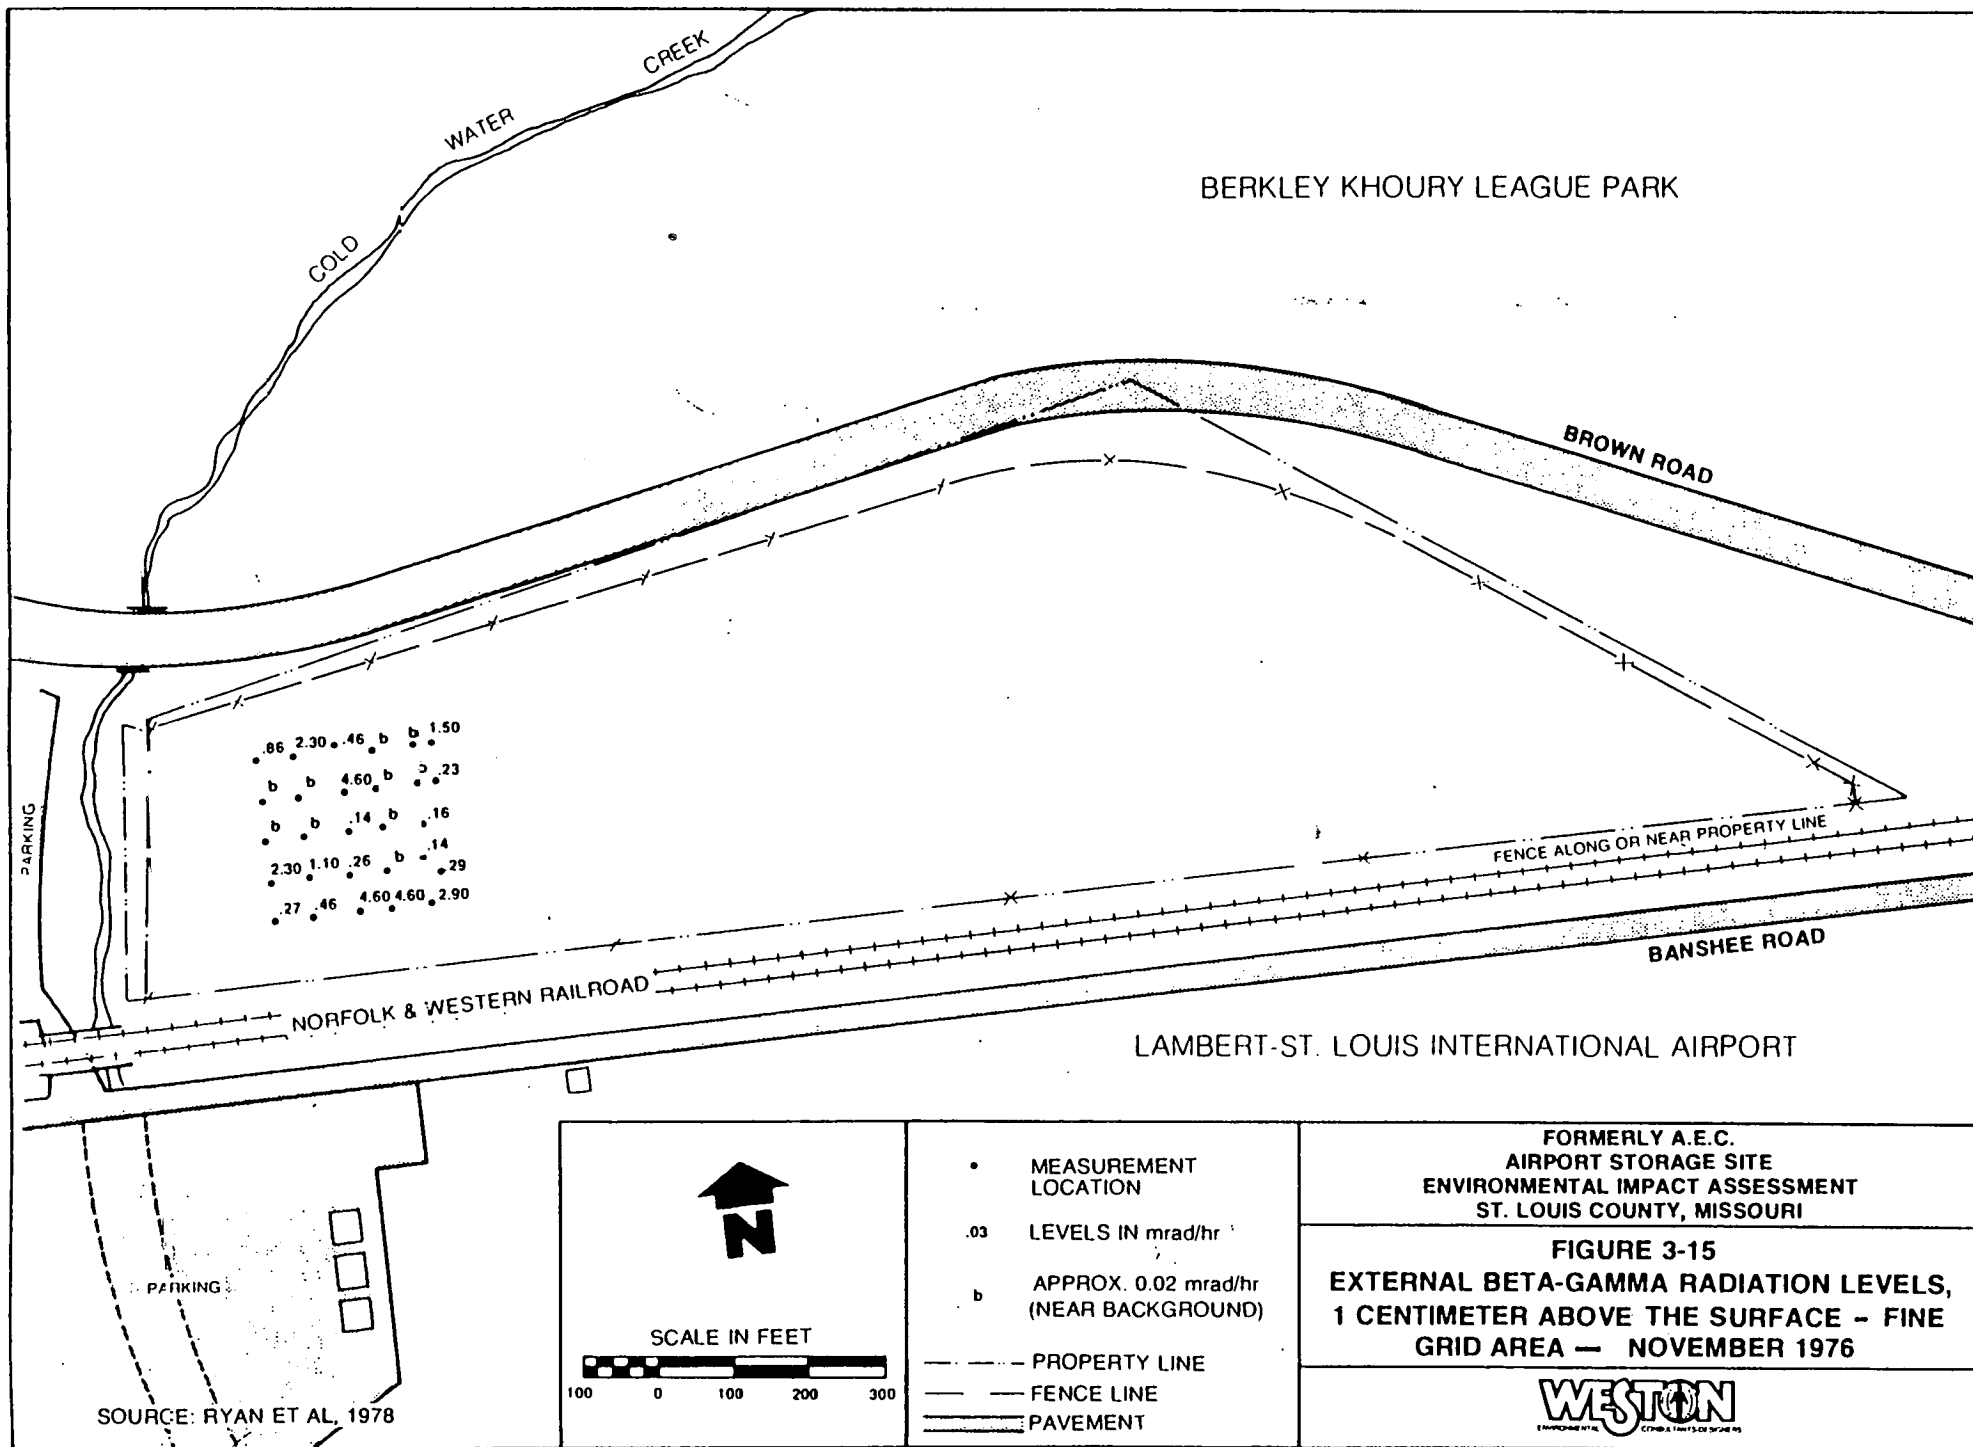 CREEK
WATER
COLD
BERKLEY KHOURY LEAGUE PARK
BROWN ROAD
.86 2.30 .46 b b 1.50
b b 4.60 b b .23
b b .14 b .16
2.30 1.10 .26 b .14
.29
.27 .46 4.60 4.60 2.90
PARKING
FENCE ALONG OR NEAR PROPERTY LINE
NORFOLK & WESTERN RAILROAD
BANSHEE ROAD
LAMBERT-ST. LOUIS INTERNATIONAL AIRPORT
PARKING
SOURCE: RYAN ET AL, 1978
N
SCALE IN FEET
100 0 100 200 300
• MEASUREMENT
LOCATION
.03 LEVELS IN mrad/hr
b APPROX. 0.02 mrad/hr
(NEAR BACKGROUND)
PROPERTY LINE
FENCE LINE
PAVEMENT
FORMERLY A.E.C.
AIRPORT STORAGE SITE
ENVIRONMENTAL IMPACT ASSESSMENT
ST. LOUIS COUNTY, MISSOURI
FIGURE 3-15
EXTERNAL BETA-GAMMA RADIATION LEVELS,
1 CENTIMETER ABOVE THE SURFACE – FINE
GRID AREA — NOVEMBER 1976
WESTON
ENVIRONMENTAL CONSULTANTS-DESIGNERS